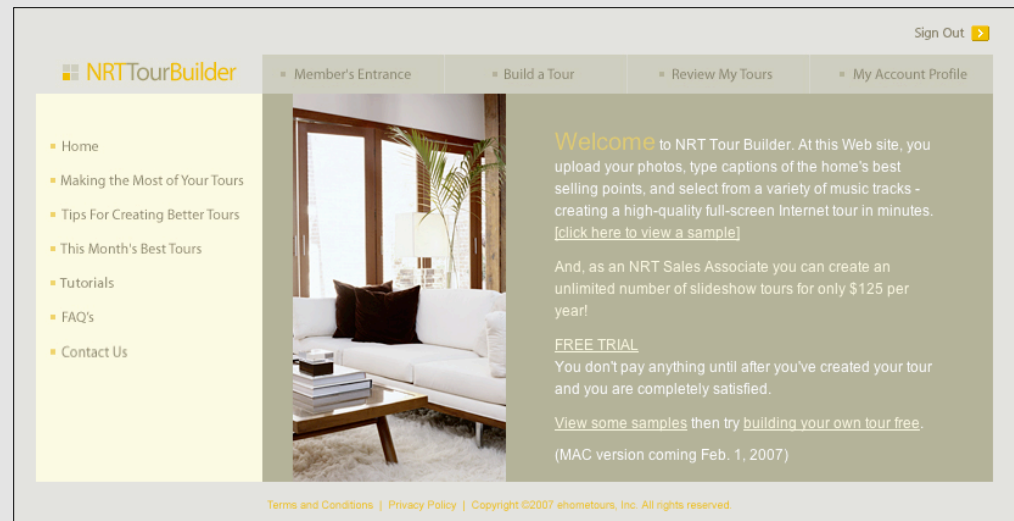 Sign Out
NRTTourBuilder
Member's Entrance
Build a Tour
Review My Tours
My Account Profile
Home
Making the Most of Your Tours
Tips For Creating Better Tours
This Month's Best Tours
Tutorials
FAQ's
Contact Us
Welcome to NRT Tour Builder. At this Web site, you
upload your photos, type captions of the home's best
selling points, and select from a variety of music tracks -
creating a high-quality full-screen Internet tour in minutes.
[click here to view a sample]
And, as an NRT Sales Associate you can create an
unlimited number of slideshow tours for only $125 per
year!
FREE TRIAL
You don't pay anything until after you've created your tour
and you are completely satisfied.
View some samples then try building your own tour free.
(MAC version coming Feb. 1, 2007)
Terms and Conditions | Privacy Policy | Copyright ©2007 ehometours, Inc. All rights reserved.